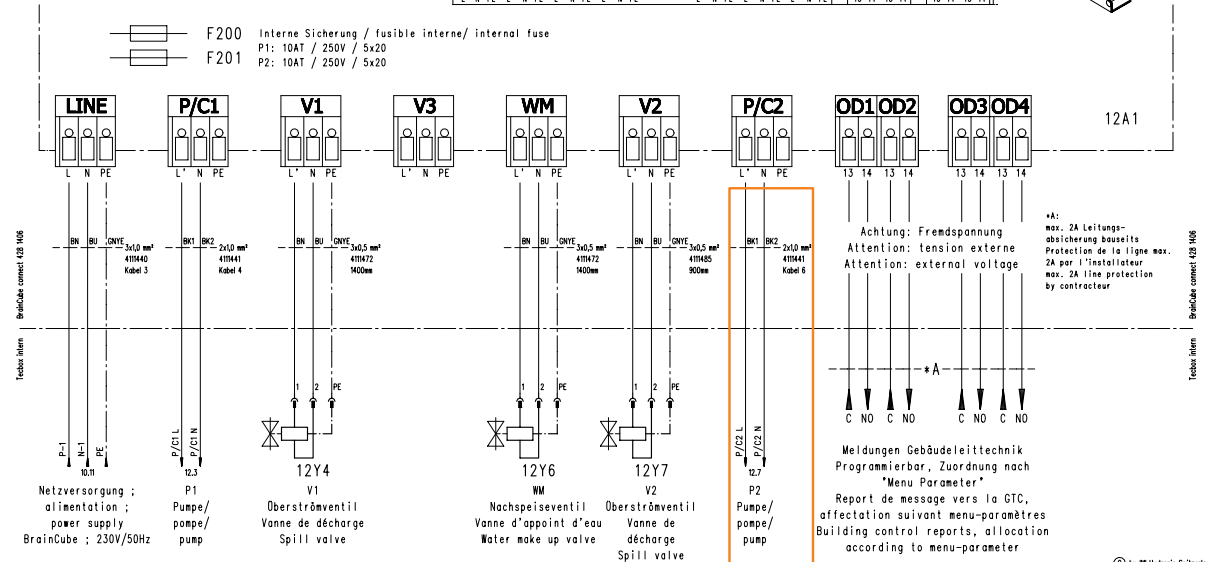 F200 Interne Sicherung / fusible interne/ internal fuse
F201 P1: 10AT / 250V / 5x20
P2: 10AT / 250V / 5x20
LINE P/C1 V1 V3 WM V2 P/C2 OD1 OD2 OD3 OD4
12A1
L N PE L' N PE L' N PE L' N PE L' N PE L' N PE L' N PE 13 14 13 14 13 14 13 14
BN BU GNYE 3x1,0 mm²
4111440
Kabel 3
BK1 BK2 2x1,0 mm²
4111441
Kabel 4
BN BU GNYE 3x0,5 mm²
4111472
1400mm
BN BU GNYE 3x0,5 mm²
4111472
1400mm
BN BU GNYE 3x0,5 mm²
4111485
900mm
BK1 BK2 2x1,0 mm²
4111441
Kabel 6
Achtung: Fremdspannung
Attention: tension externe
Attention: external voltage
*A:
max. 2A Leitungs-
absicherung bauseits
Protection de la ligne max.
2A par l'installateur
max. 2A line protection
by contracteur
BrainCube connect 428 1406
BrainCube connect 428 1406
Tecbox intern
Tecbox intern
1 2 PE
1 2 PE
1 2 PE
*A
C NO C NO C NO C NO
P-1 N-1 PE
10.11
P/C1 L P/C1 N
12.3
P/C2 L P/C2 N
12.7
12Y4
12Y6
12Y7
Netzversorgung ;
alimentation ;
power supply
BrainCube ; 230V/50Hz
P1
Pumpe/
pompe/
pump
V1
Überströmventil
Vanne de décharge
Spill valve
WM
Nachspeiseventil
Vanne d'appoint d'eau
Water make up valve
V2
Überströmventil
Vanne de
décharge
Spill valve
P2
Pumpe/
pompe/
pump
Meldungen Gebäudeleittechnik
Programmierbar, Zuordnung nach
"Menu Parameter"
Report de message vers la GTC,
affectation suivant menu-paramètres
Building control reports, allocation
according to menu-parameter